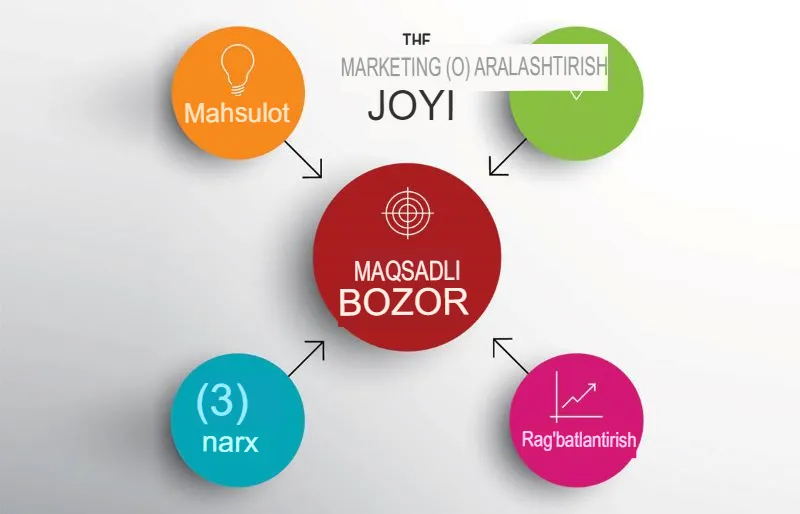 THE
MARKETING (O) ARALASHTIRISH
JOYI
Mahsulot
MAQSADLI
BOZOR
(3)
narx
Rag'batlantirish